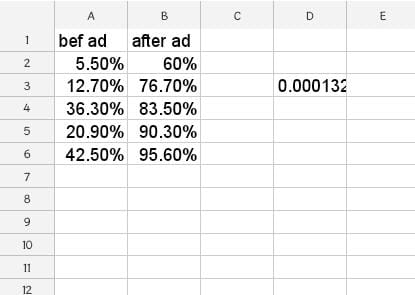 A B C D E
1 bef ad after ad
2 5.50% 60%
3 12.70% 76.70% 0.000132
4 36.30% 83.50%
5 20.90% 90.30%
6 42.50% 95.60%
7
8
9
10
11
12